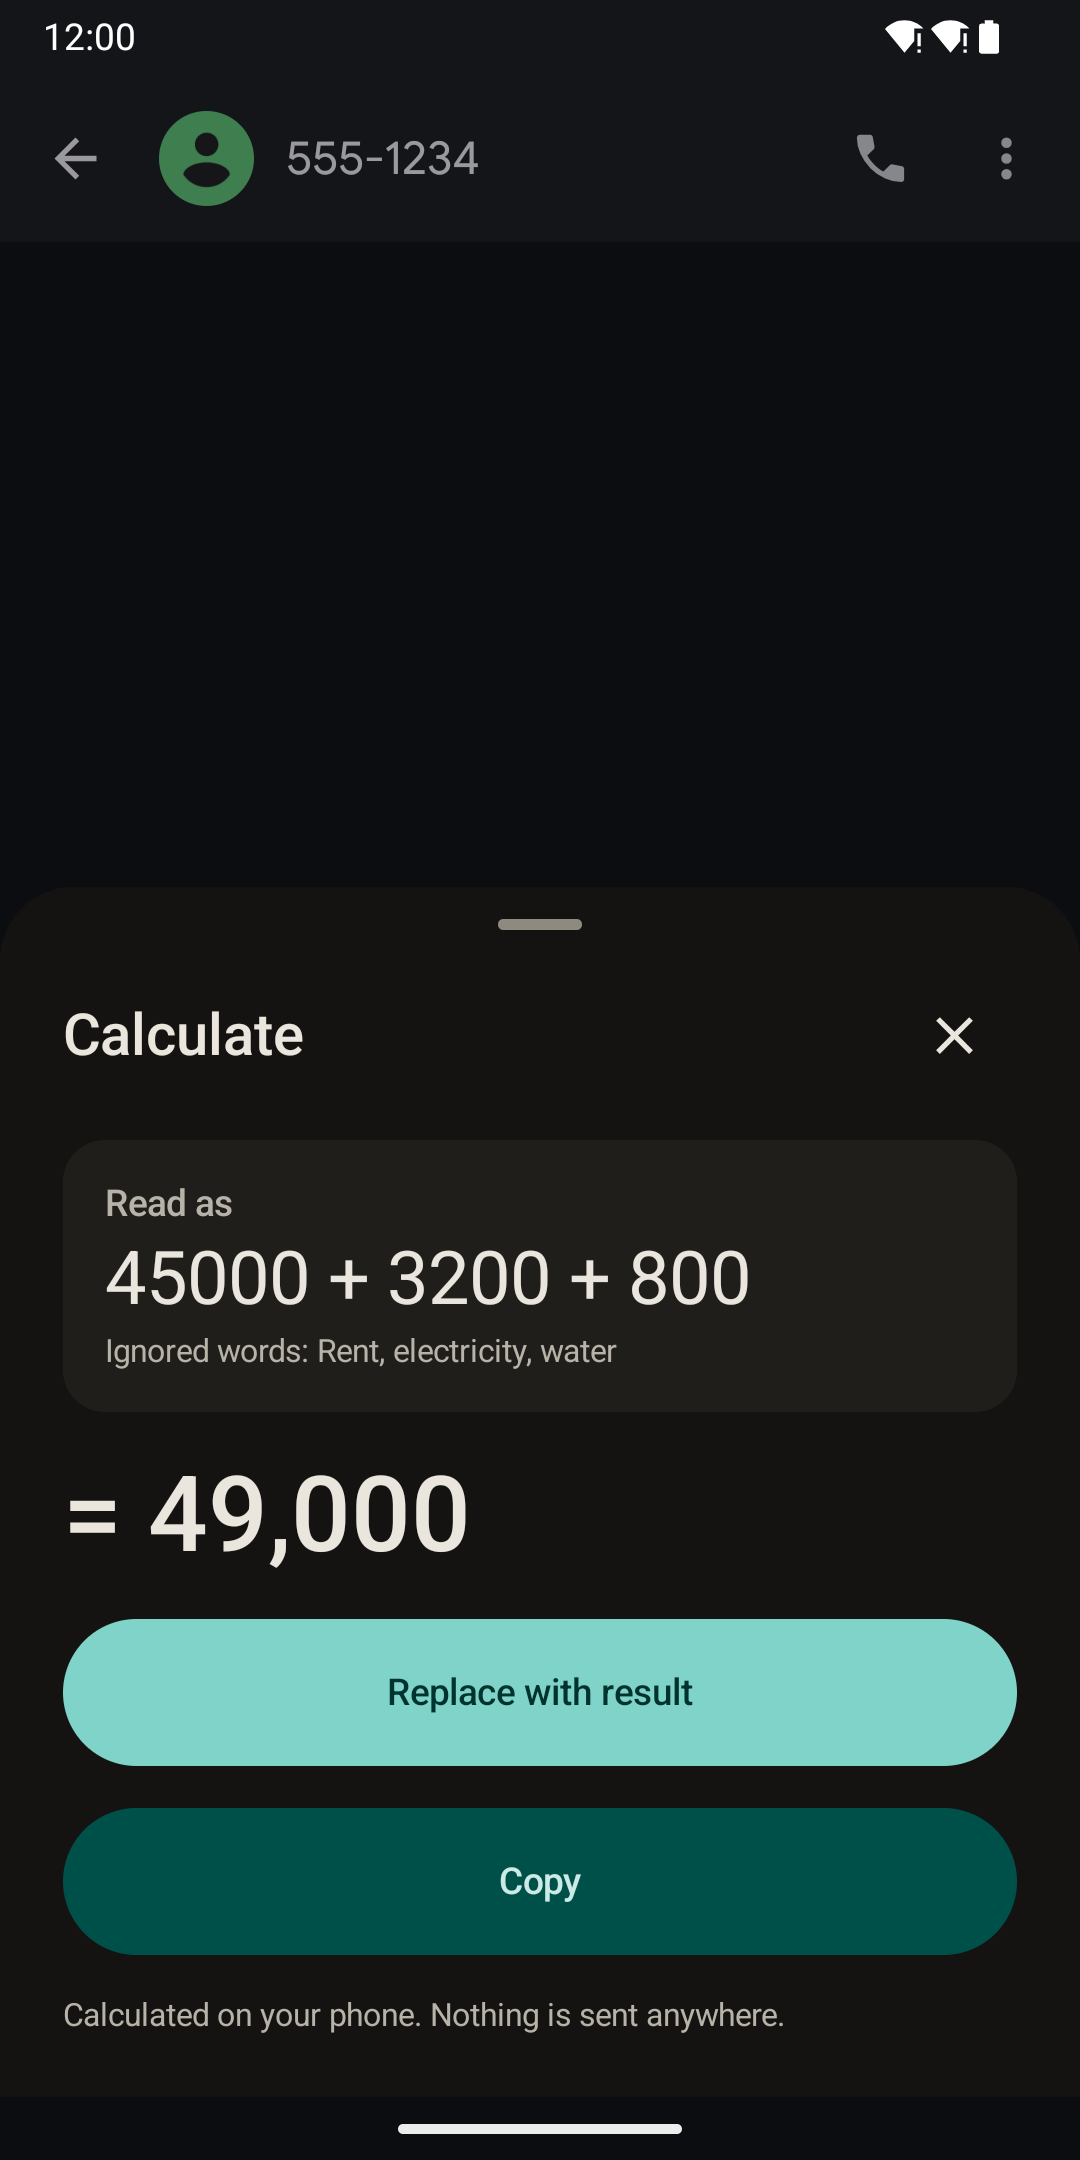 12:00
555-1234
Calculate
Read as
45000 + 3200 + 800
Ignored words: Rent, electricity, water
= 49,000
Replace with result
Copy
Calculated on your phone. Nothing is sent anywhere.